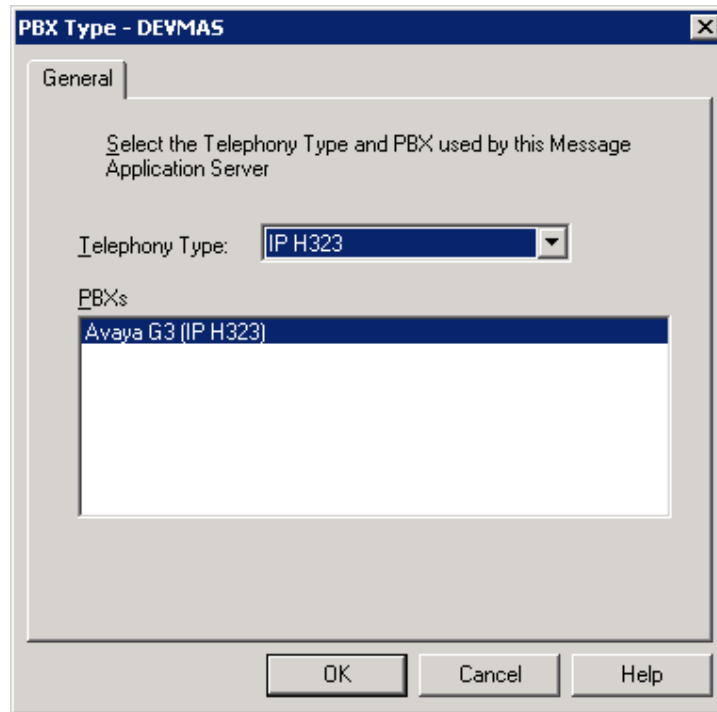 PBX Type - DEVMAS
General
Select the Telephony Type and PBX used by this Message
Application Server
Telephony Type: IP H323
PBXs
Avaya G3 (IP H323)
OK Cancel Help